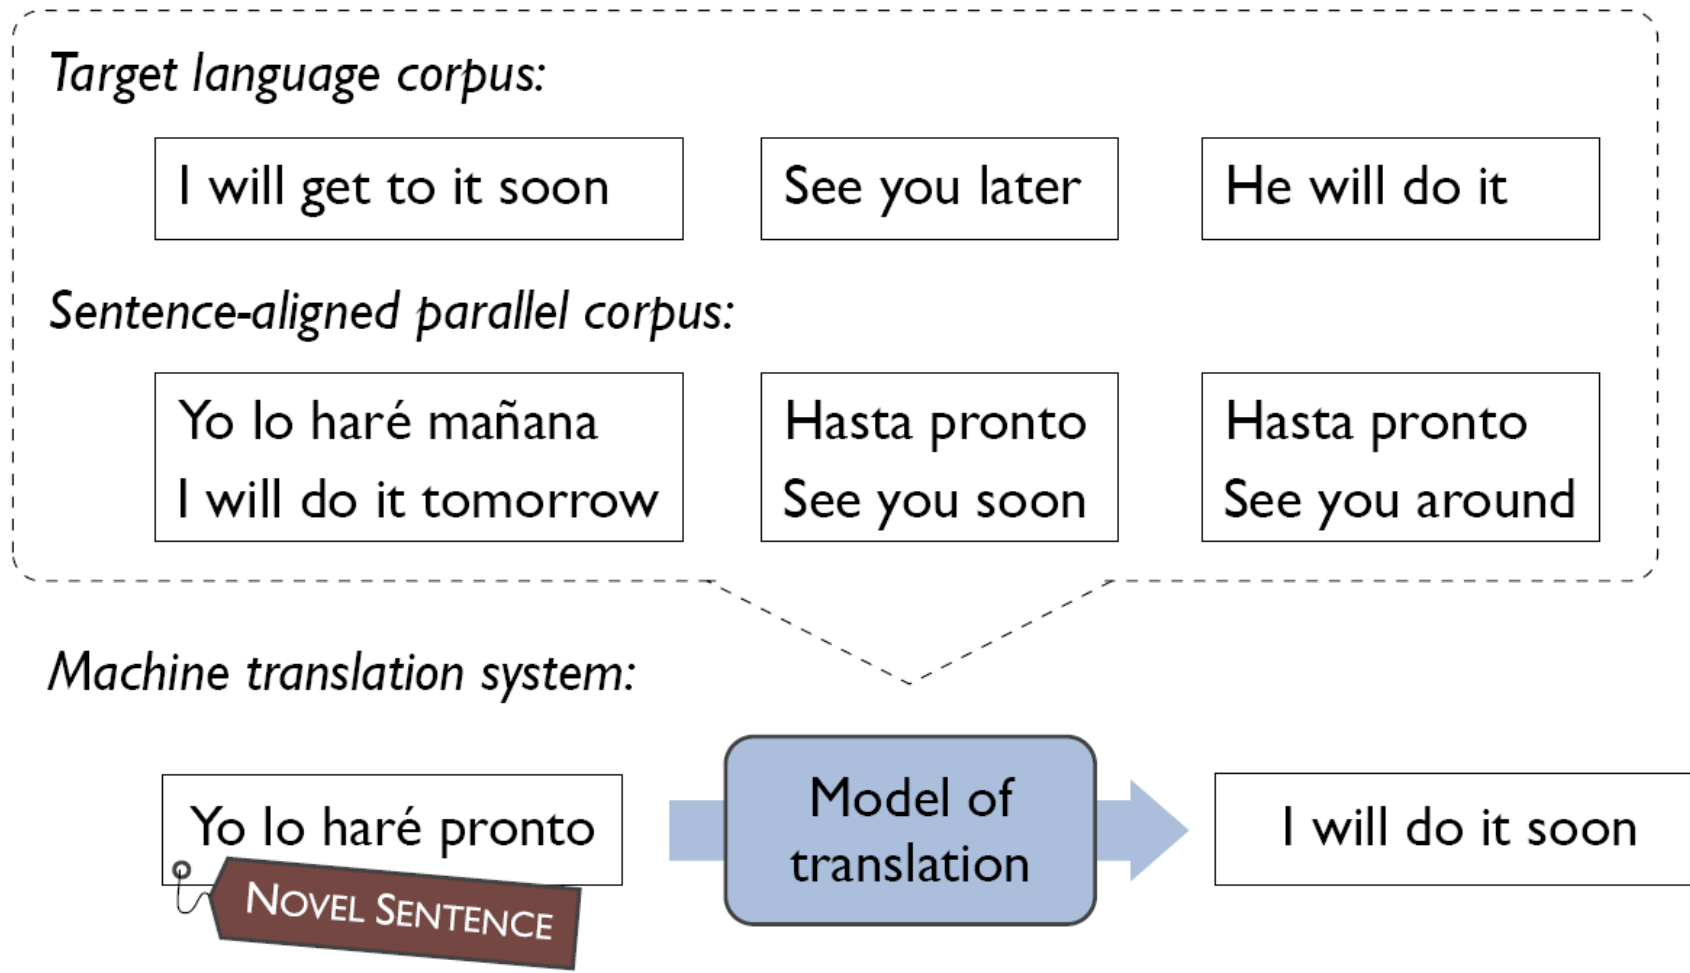 Target language corpus:
I will get to it soon
See you later
He will do it
Sentence-aligned parallel corpus:
Yo lo haré mañana
I will do it tomorrow
Hasta pronto
See you soon
Hasta pronto
See you around
Machine translation system:
Yo lo haré pronto
NOVEL SENTENCE
Model of
translation
I will do it soon